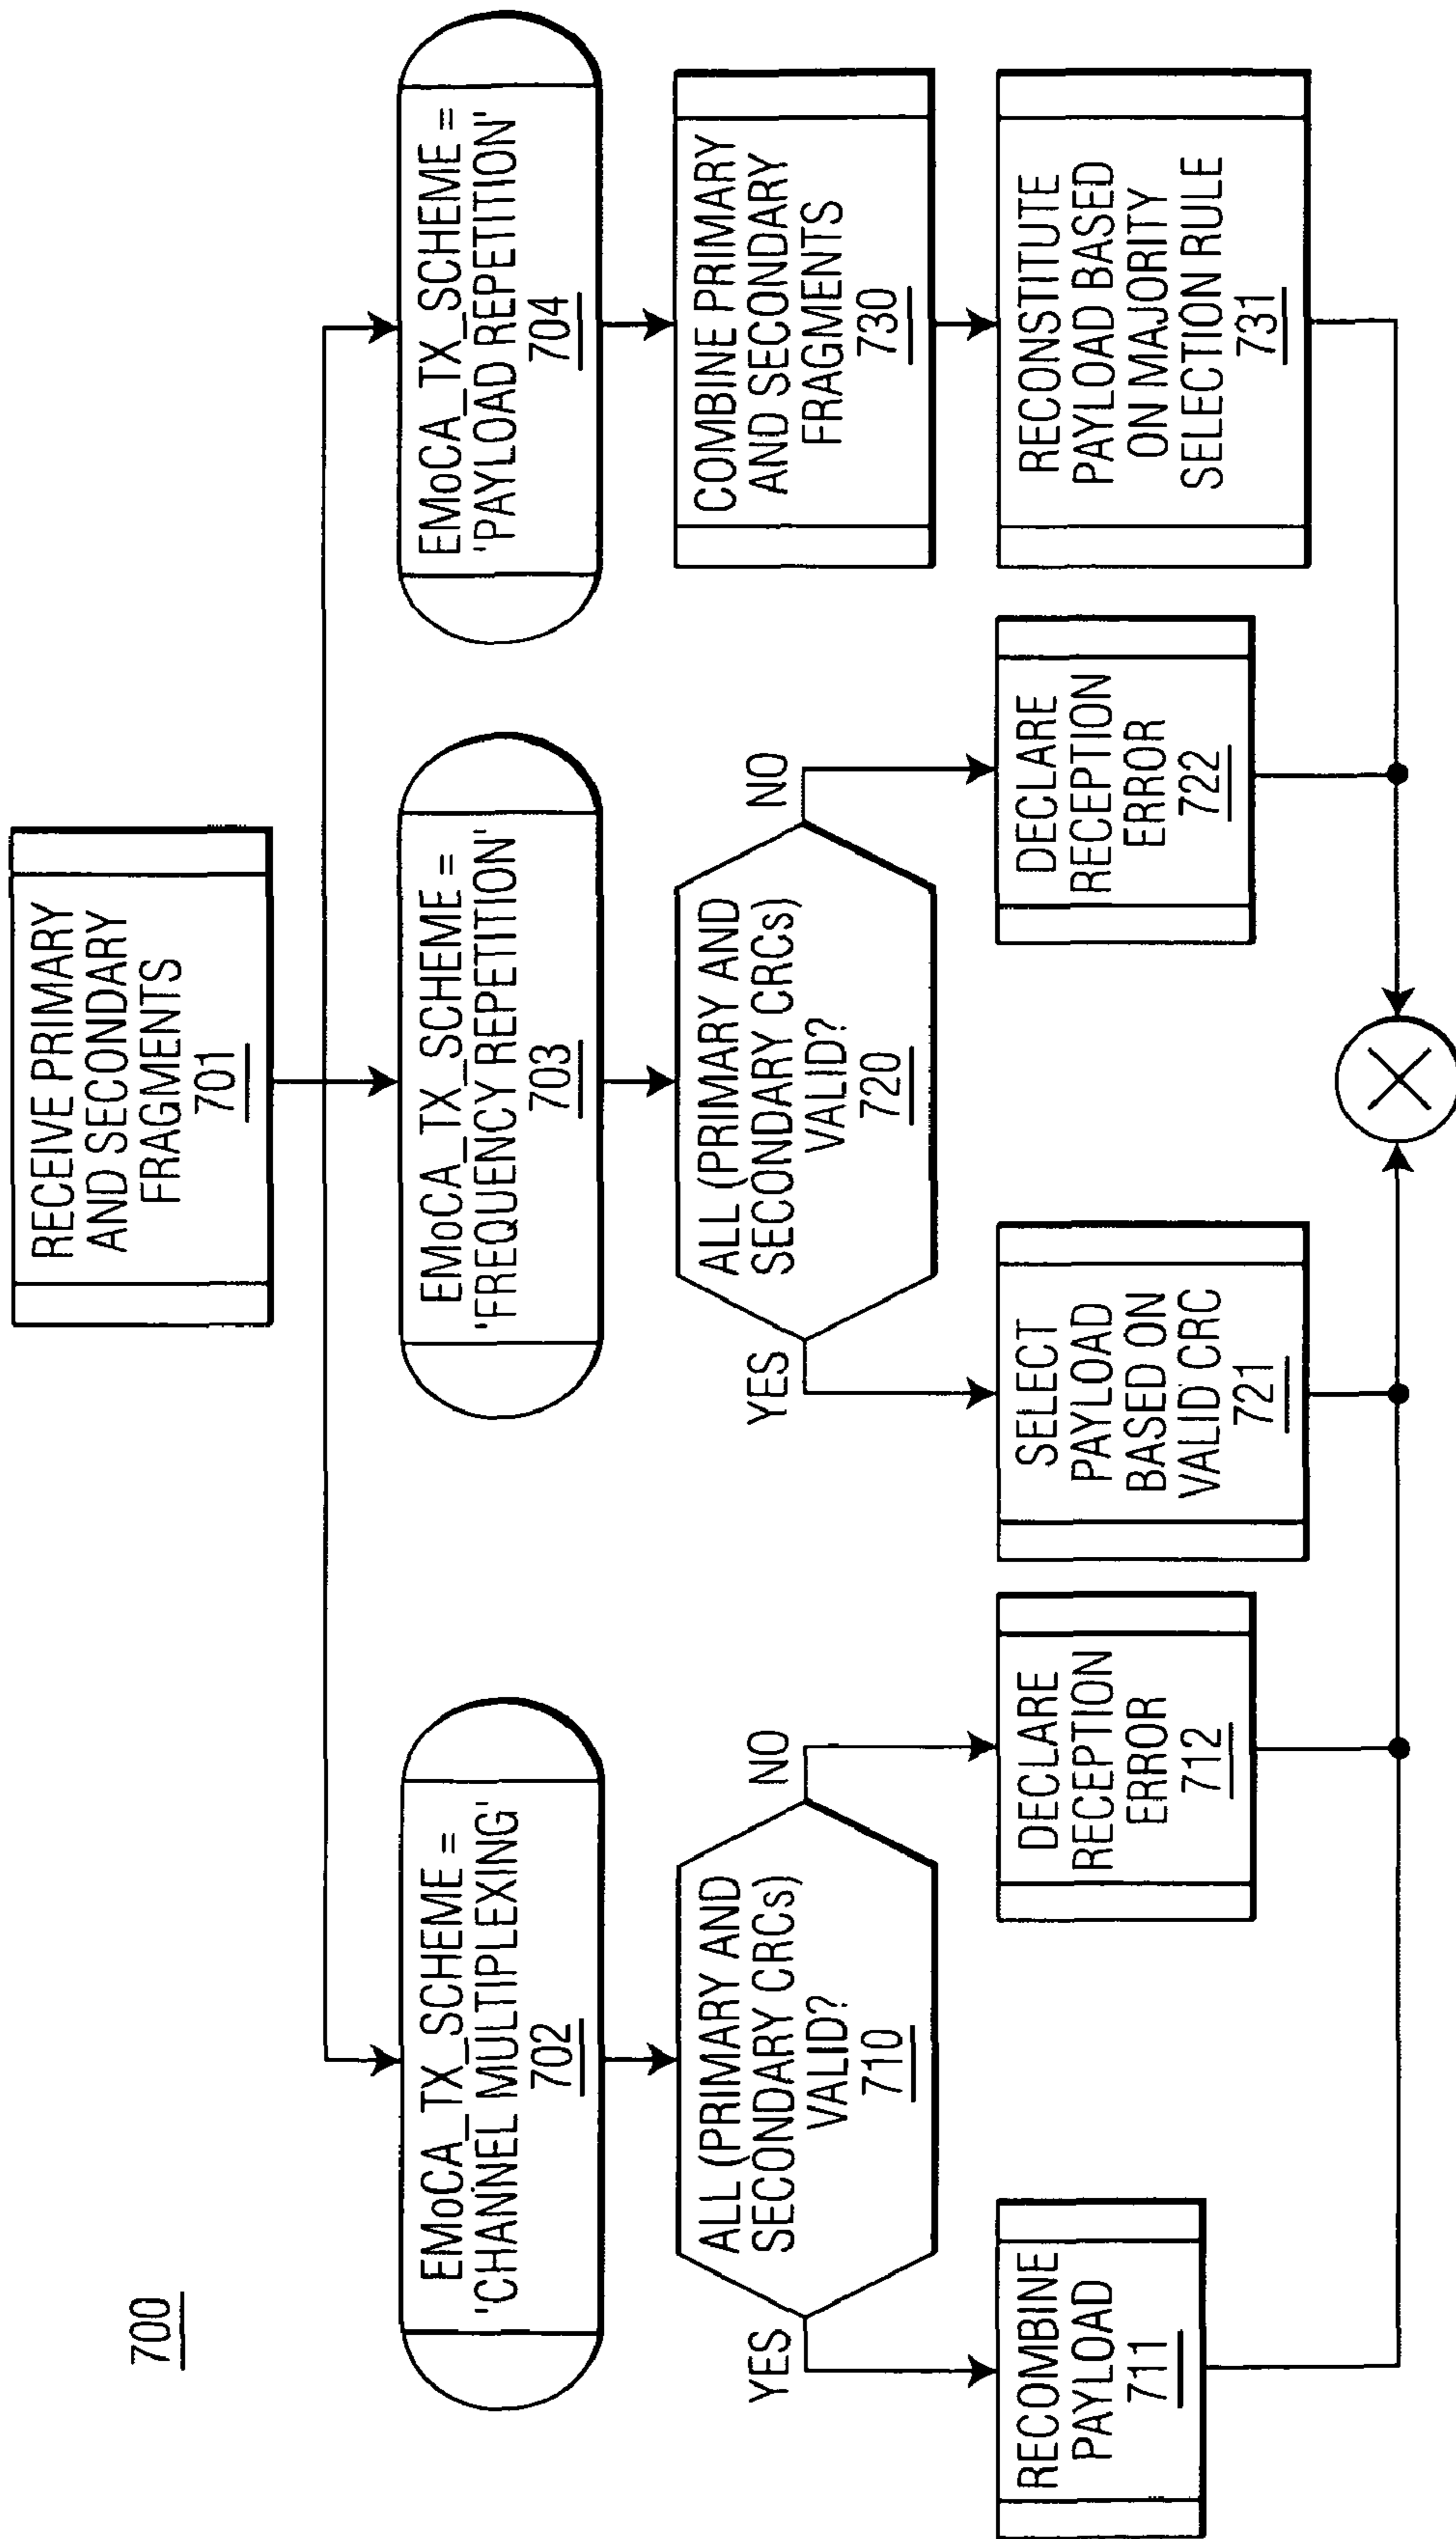 700
RECEIVE PRIMARY
AND SECONDARY
FRAGMENTS
701
EMoCA_TX_SCHEME =
'CHANNEL MULTIPLEXING'
702
EMoCA_TX_SCHEME =
'FREQUENCY REPETITION'
703
EMoCA_TX_SCHEME =
'PAYLOAD REPETITION'
704
ALL (PRIMARY AND
SECONDARY CRCs)
VALID?
710
YES
NO
ALL (PRIMARY AND
SECONDARY CRCs)
VALID?
720
YES
NO
COMBINE PRIMARY
AND SECONDARY
FRAGMENTS
730
RECOMBINE
PAYLOAD
711
DECLARE
RECEPTION
ERROR
712
SELECT
PAYLOAD
BASED ON
VALID CRC
721
DECLARE
RECEPTION
ERROR
722
RECONSTITUTE
PAYLOAD BASED
ON MAJORITY
SELECTION RULE
731